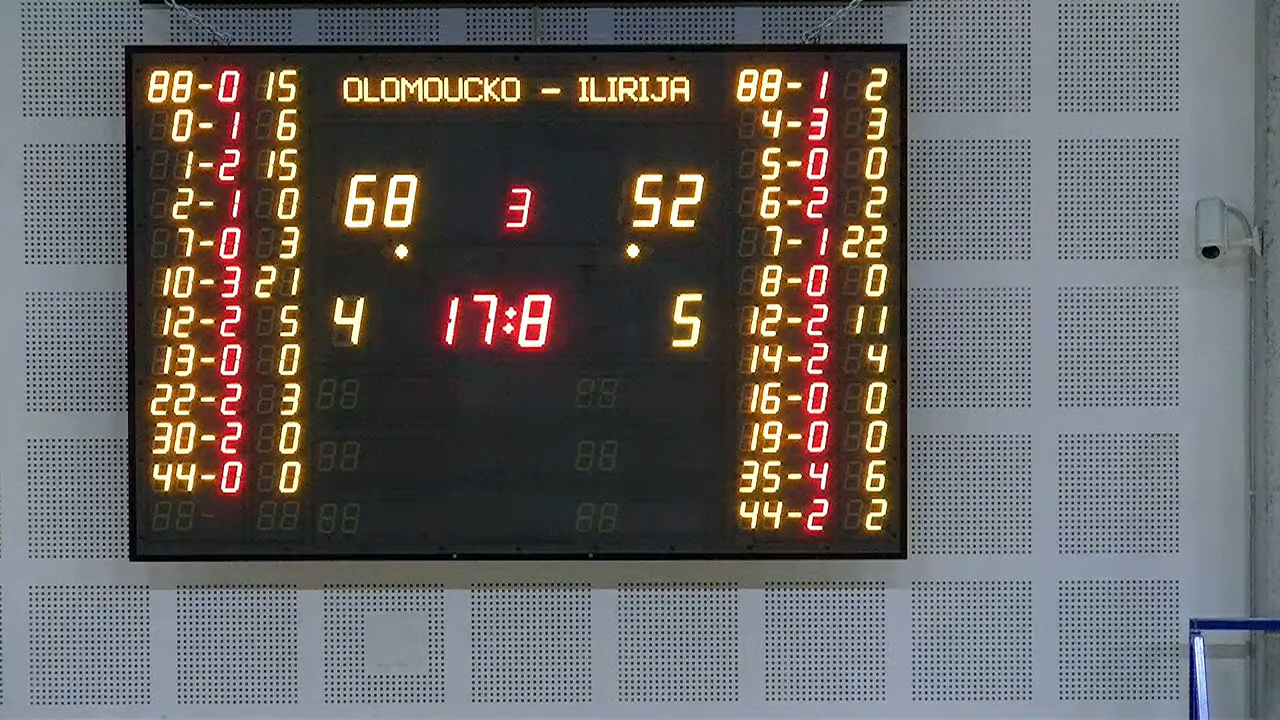 88-0 15 OLOMOUCKO - ILIRIJA 88-1 2
0-1 6 4-3 3
1-2 15 5-0 0
2-1 0 68 3 52 6-2 2
7-0 3 7-1 22
10-3 21 8-0 0
12-2 5 4 17:8 5 12-2 11
13-0 0 14-2 4
22-2 3 16-0 0
30-2 0 19-0 0
44-0 0 35-4 6
44-2 2